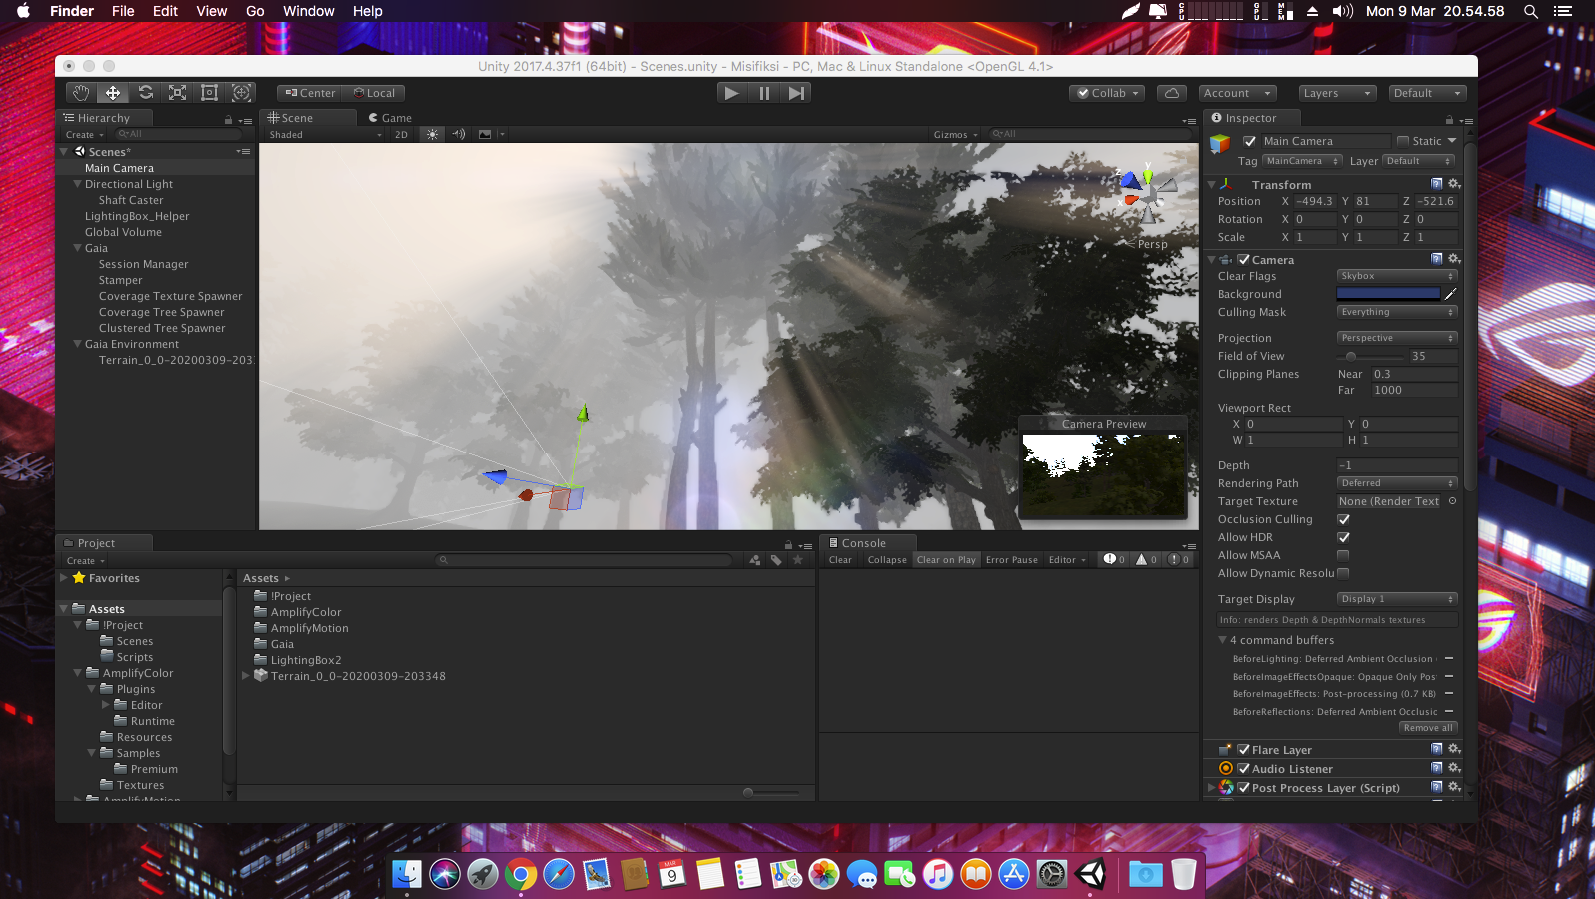 Finder File Edit View Go Window Help
CPU GPU MEM Mon 9 Mar 20.54.58
Unity 2017.4.37f1 (64bit) - Scenes.unity - Misifiksi - PC, Mac & Linux Standalone <OpenGL 4.1>
Center Local
Collab Account Layers Default
Hierarchy
Create All
Scenes*
Main Camera
Directional Light
Shaft Caster
LightingBox_Helper
Global Volume
Gaia
Session Manager
Stamper
Coverage Texture Spawner
Coverage Tree Spawner
Clustered Tree Spawner
Gaia Environment
Terrain_0_0-20200309-203
Scene Game
Shaded 2D Gizmos All
y
z
x
Persp
Camera Preview
Inspector
Main Camera Static
Tag MainCamera Layer Default
Transform
Position X -494.3 Y 81 Z -521.6
Rotation X 0 Y 0 Z 0
Scale X 1 Y 1 Z 1
Camera
Clear Flags Skybox
Background
Culling Mask Everything
Projection Perspective
Field of View 35
Clipping Planes Near 0.3
Far 1000
Viewport Rect
X 0 Y 0
W 1 H 1
Depth -1
Rendering Path Deferred
Target Texture None (Render Text
Occlusion Culling
Allow HDR
Allow MSAA
Allow Dynamic Resolu
Target Display Display 1
Info: renders Depth & DepthNormals textures
4 command buffers
BeforeLighting: Deferred Ambient Occlusion
BeforeImageEffectsOpaque: Opaque Only Pos
BeforeImageEffects: Post-processing (0.7 KB)
BeforeReflections: Deferred Ambient Occlusic
Remove all
Flare Layer
Audio Listener
Post Process Layer (Script)
Project
Create
Favorites
Assets
!Project
Scenes
Scripts
AmplifyColor
Plugins
Editor
Runtime
Resources
Samples
Premium
Textures
AmplifyMotion
Assets
!Project
AmplifyColor
AmplifyMotion
Gaia
LightingBox2
Terrain_0_0-20200309-203348
Console
Clear Collapse Clear on Play Error Pause Editor 0 0 0
MAR
9